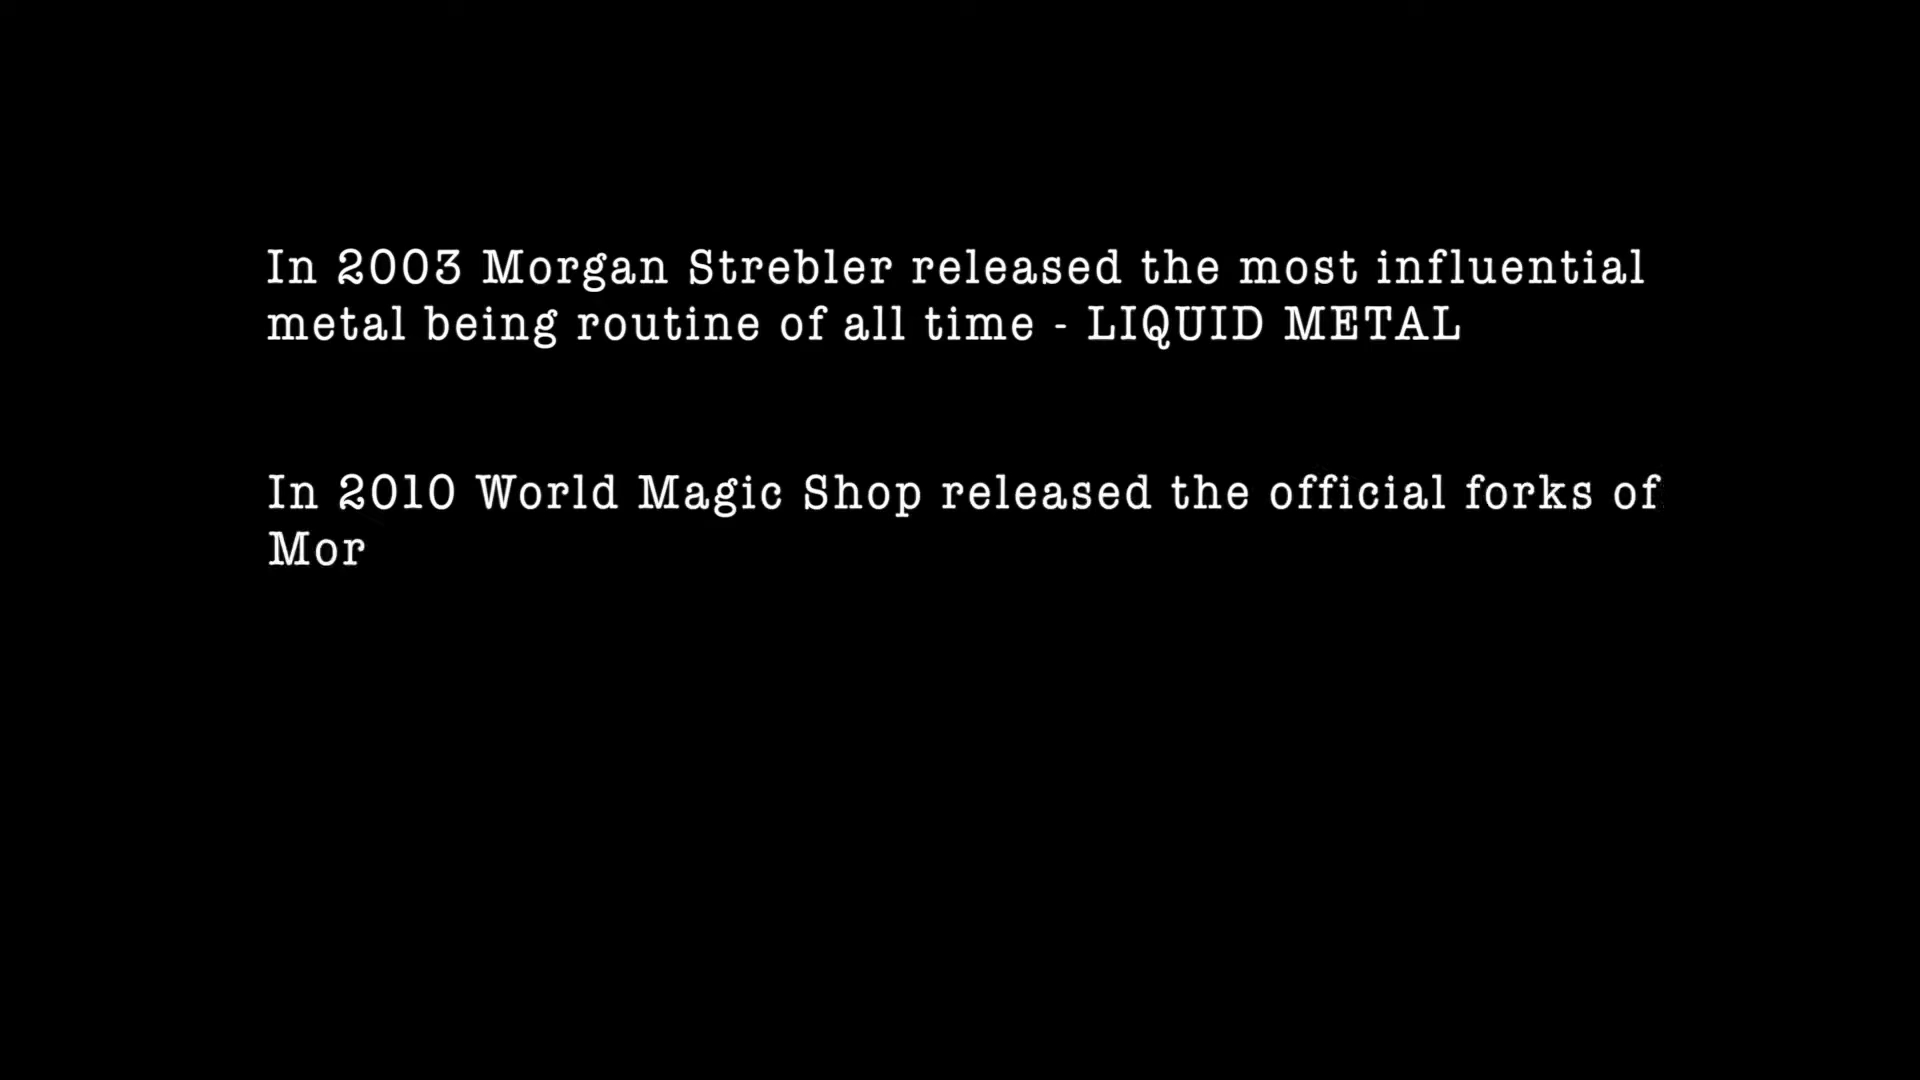 In 2003 Morgan Strebler released the most influential
metal being routine of all time - LIQUID METAL
In 2010 World Magic Shop released the official forks of
Mor